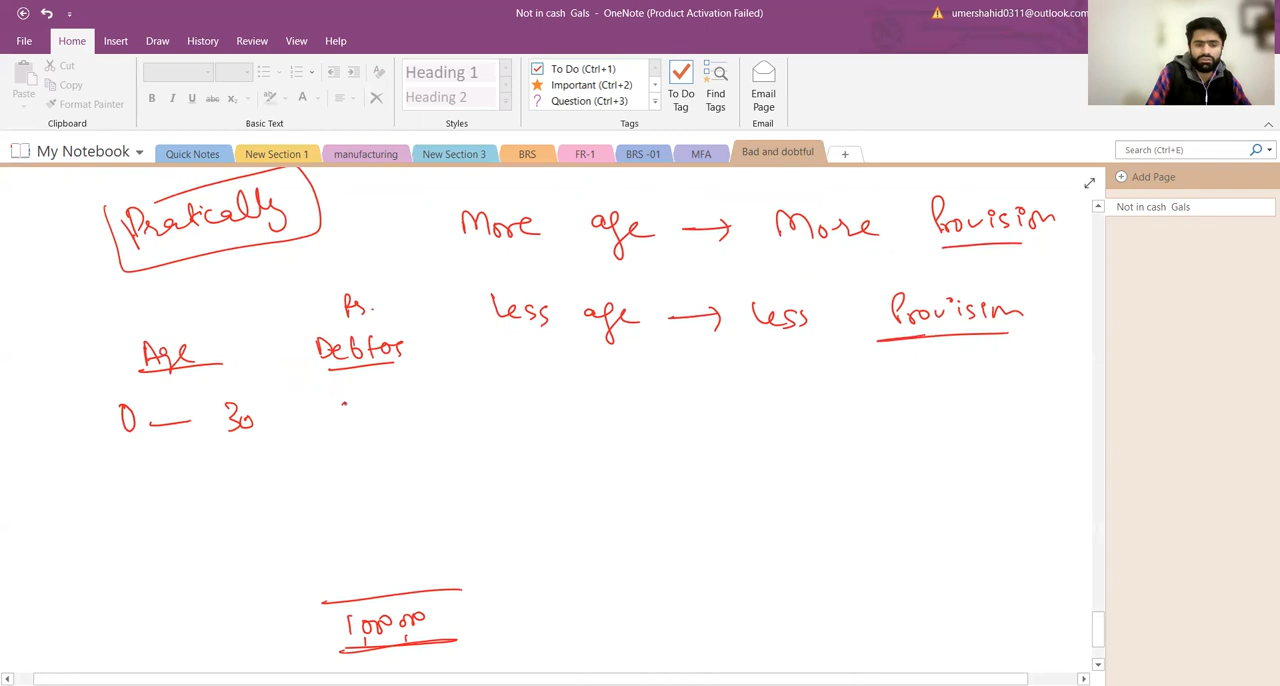 Not in cash Gals - OneNote (Product Activation Failed)
umershahid0311@outlook.com
File Home Insert Draw History Review View Help
Paste
Cut
Copy
Format Painter
Clipboard
B I U abc X₂ A
Basic Text
Heading 1
Heading 2
Styles
To Do (Ctrl+1)
Important (Ctrl+2)
Question (Ctrl+3)
Tags
To Do Tag
Find Tags
Email Page
Email
My Notebook
Quick Notes New Section 1 manufacturing New Section 3 BRS FR-1 BRS -01 MFA Bad and doubtful
Search (Ctrl+E)
Add Page
Not in cash Gals
Pratically
More age → More Provision
less age → less Provision
Rs.
Age Debtos
0 — 30